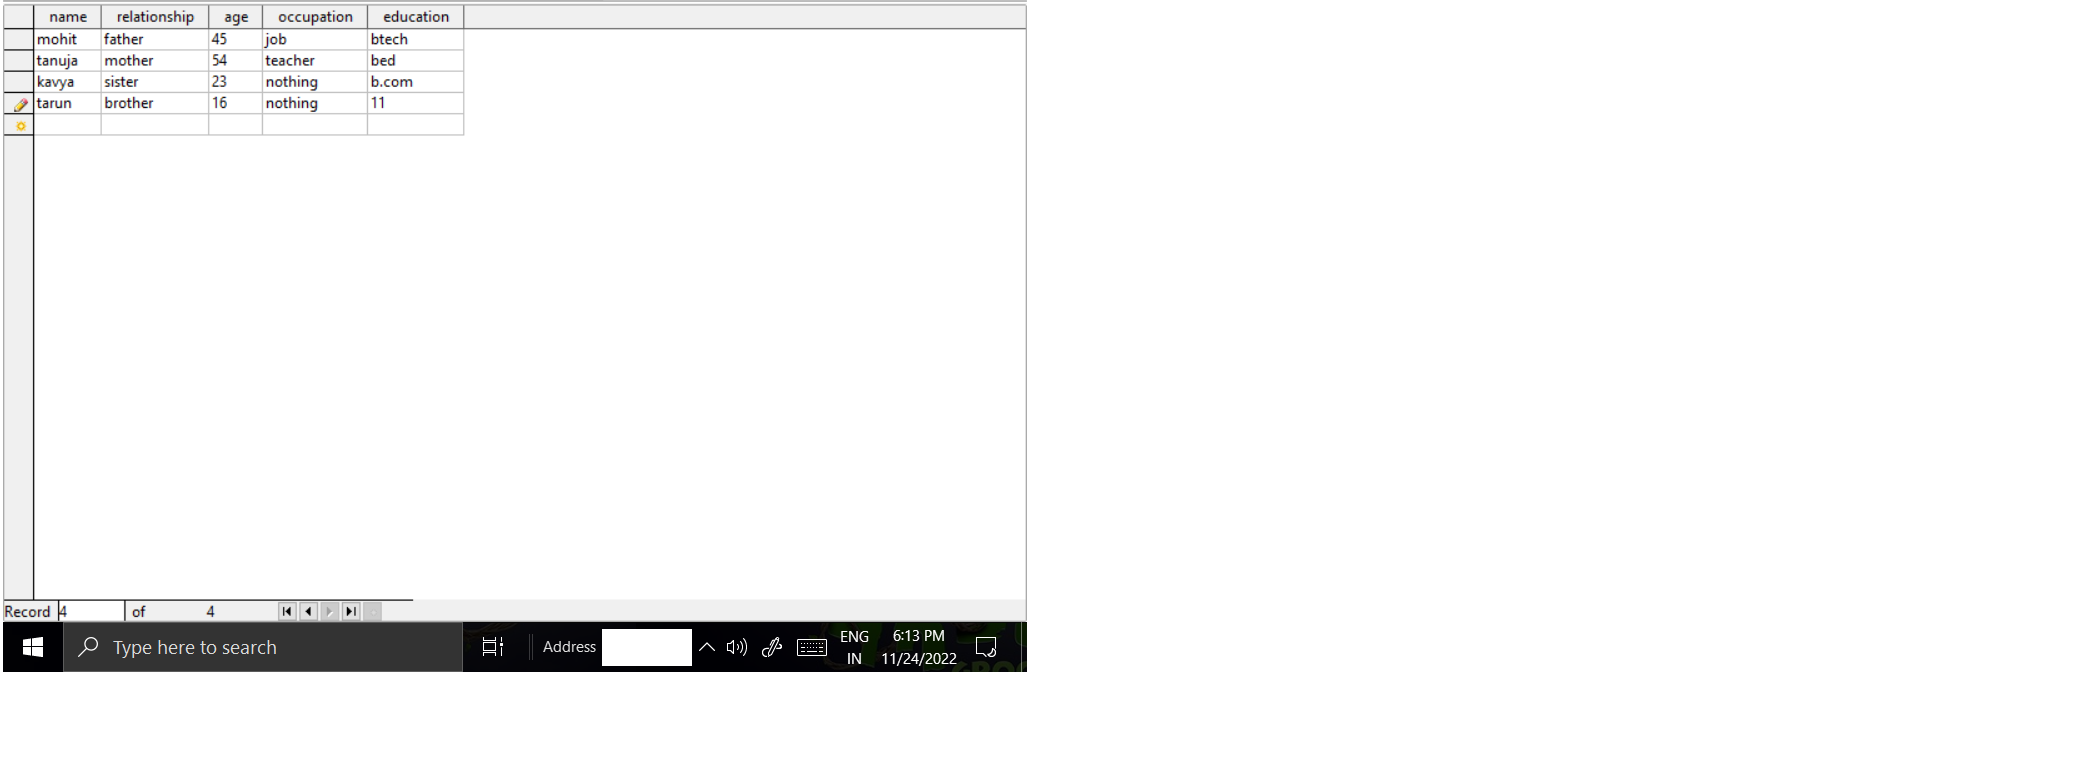 name relationship age occupation education
mohit father 45 job btech
tanuja mother 54 teacher bed
kavya sister 23 nothing b.com
tarun brother 16 nothing 11
Record 4 of 4
Type here to search Address ENG 6:13 PM
IN 11/24/2022